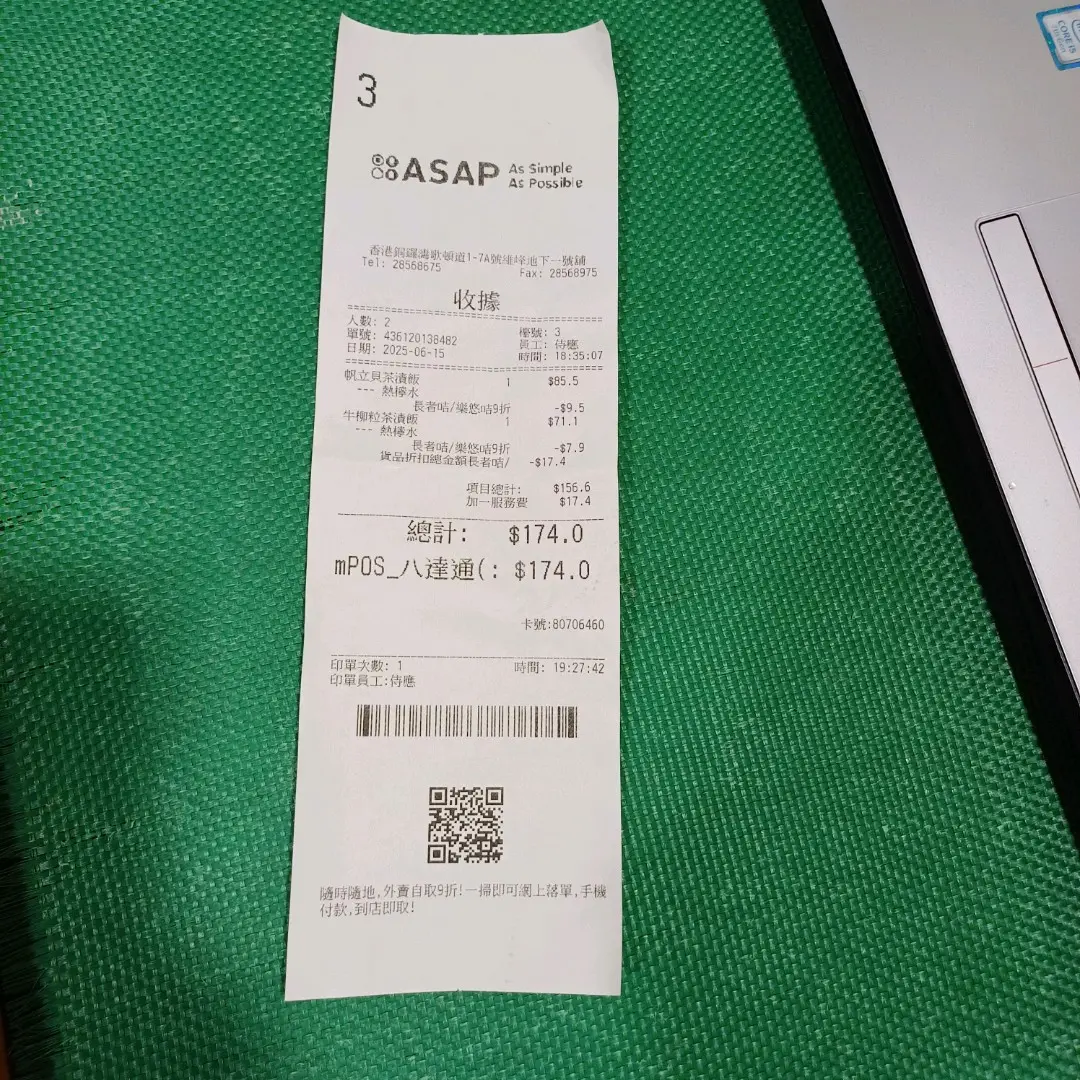 3
ASAP As Simple As Possible
香港銅鑼灣歌頓道1-7A號維峰地下一號舖
Tel: 28568675 Fax: 28568975
收據
人數: 2 檯號: 3
單號: 436120138482 員工: 侍應
日期: 2025-06-15 時間: 18:35:07
帆立貝茶漬飯 1 $85.5
--- 熱檸水
長者咭/樂悠咭9折 -$9.5
牛柳粒茶漬飯 1 $71.1
--- 熱檸水
長者咭/樂悠咭9折 -$7.9
貨品折扣總金額長者咭/ -$17.4
項目總計: $156.6
加一服務費 $17.4
總計: $174.0
mPOS_八達通(: $174.0
卡號:80706460
印單次數: 1 時間: 19:27:42
印單員工:侍應
隨時隨地,外賣自取9折!一掃即可網上落單,手機
付款,到店即取!
CORE i5